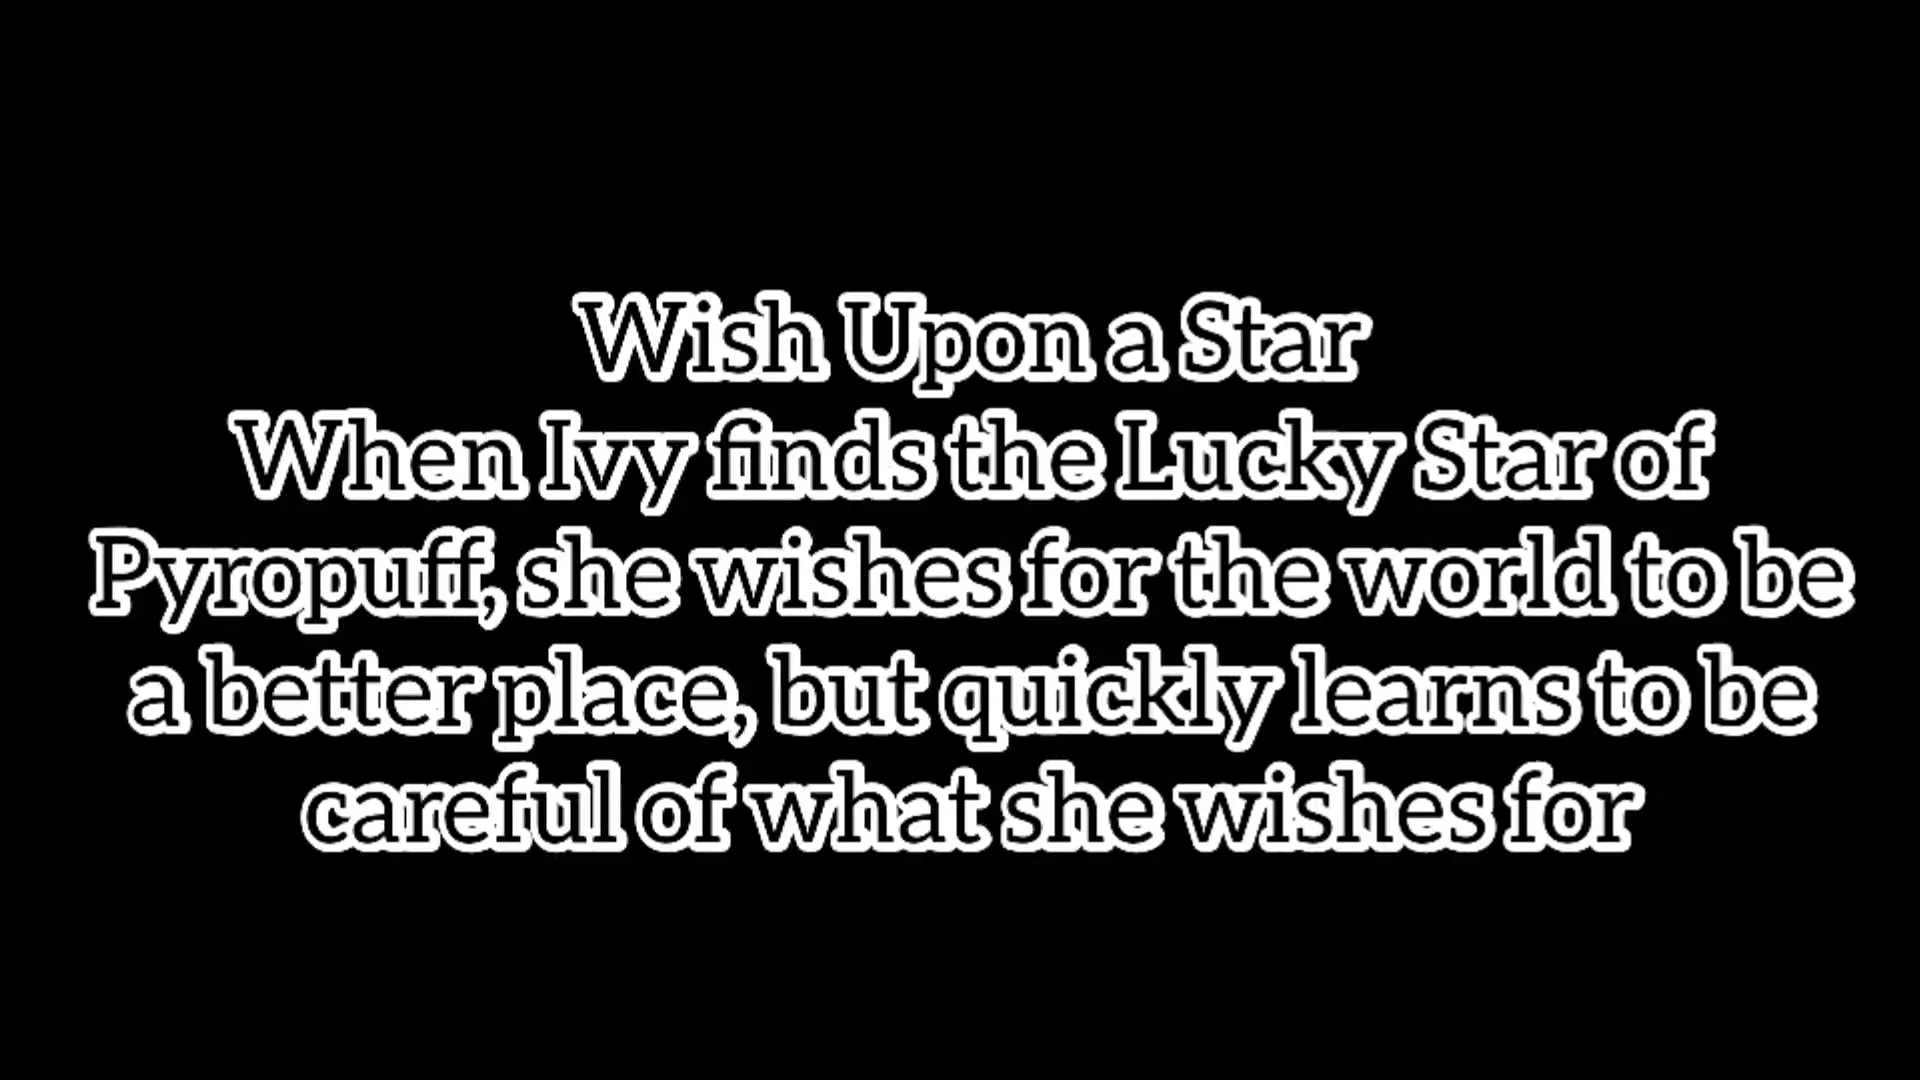 Wish Upon a Star
When Ivy finds the Lucky Star of
Pyropuff, she wishes for the world to be
a better place, but quickly learns to be
careful of what she wishes for